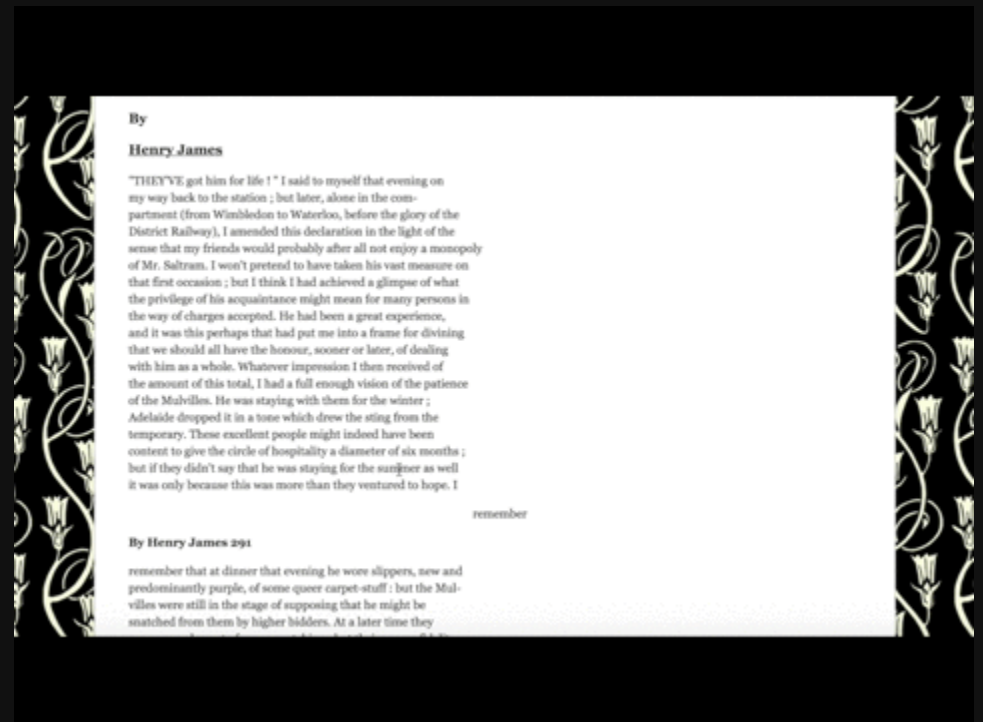 By
Henry James
"THEY'VE got him for life ! " I said to myself that evening on
my way back to the station ; but later, alone in the com-
partment (from Wimbledon to Waterloo, before the glory of the
District Railway), I amended this declaration in the light of the
sense that my friends would probably after all not enjoy a monopoly
of Mr. Saltram. I won't pretend to have taken his vast measure on
that first occasion ; but I think I had achieved a glimpse of what
the privilege of his acquaintance might mean for many persons in
the way of charges accepted. He had been a great experience,
and it was this perhaps that had put me into a frame for divining
that we should all have the honour, sooner or later, of dealing
with him as a whole. Whatever impression I then received of
the amount of this total, I had a full enough vision of the patience
of the Mulvilles. He was staying with them for the winter ;
Adelaide dropped it in a tone which drew the sting from the
temporary. These excellent people might indeed have been
content to give the circle of hospitality a diameter of six months ;
but if they didn't say that he was staying for the summer as well
it was only because this was more than they ventured to hope. I
remember
By Henry James 291
remember that at dinner that evening he wore slippers, new and
predominantly purple, of some queer carpet-stuff : but the Mul-
villes were still in the stage of supposing that he might be
snatched from them by higher bidders. At a later time they